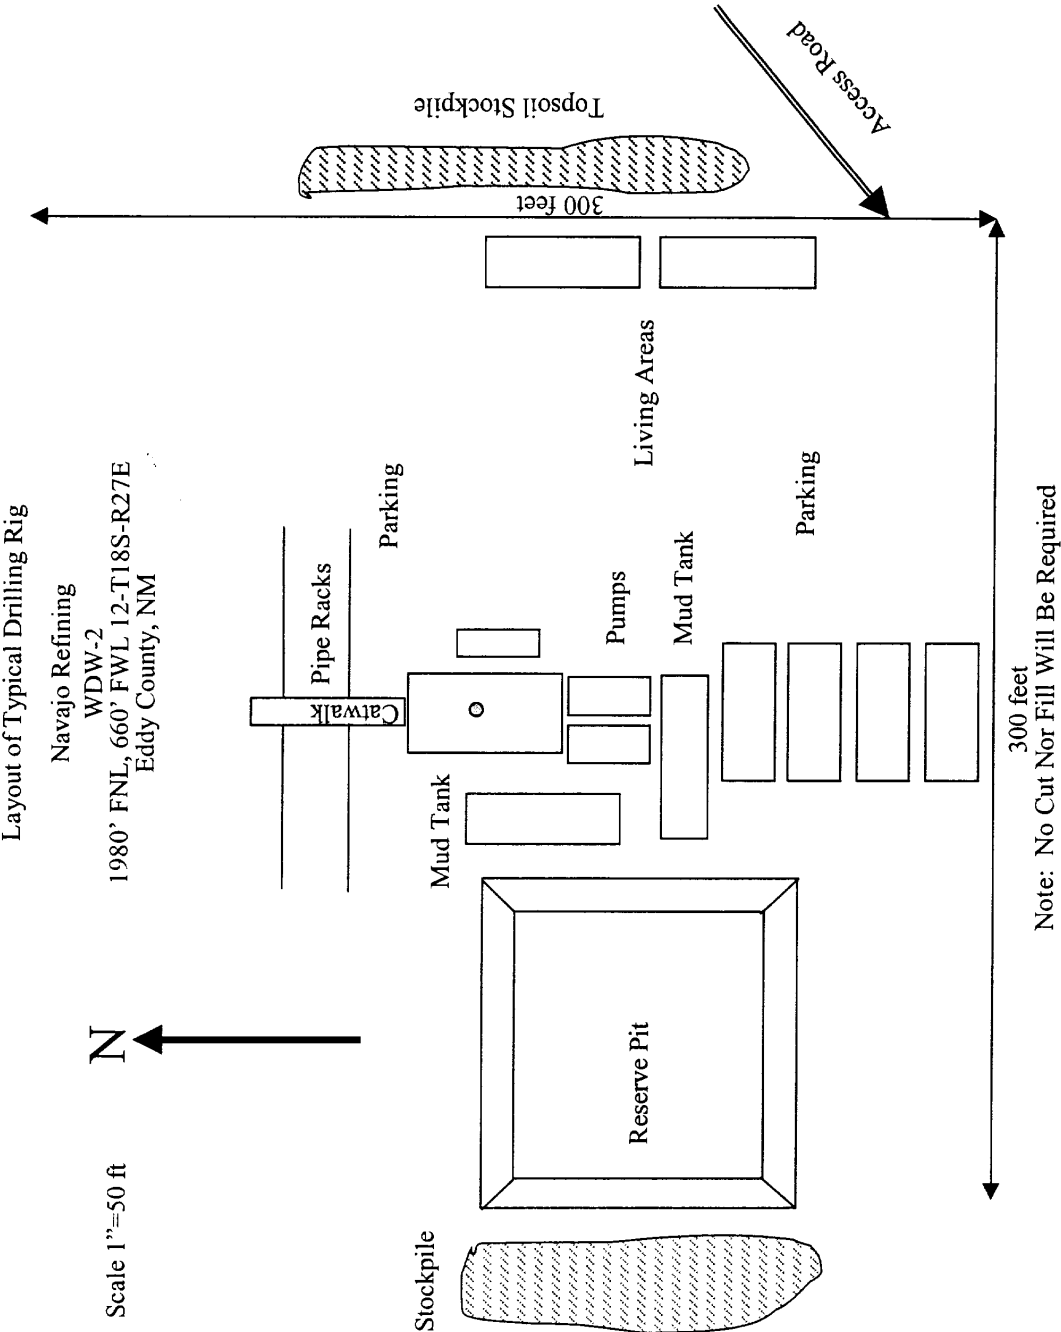 Layout of Typical Drilling Rig
Navajo Refining
WDW-2
1980’ FNL, 660’ FWL 12-T18S-R27E
Eddy County, NM
Scale 1”=50 ft
N
Stockpile
Reserve Pit
Mud Tank
Catwalk
Pipe Racks
Pumps
Mud Tank
Parking
Parking
Living Areas
300 feet
Topsoil Stockpile
Access Road
300 feet
Note: No Cut Nor Fill Will Be Required